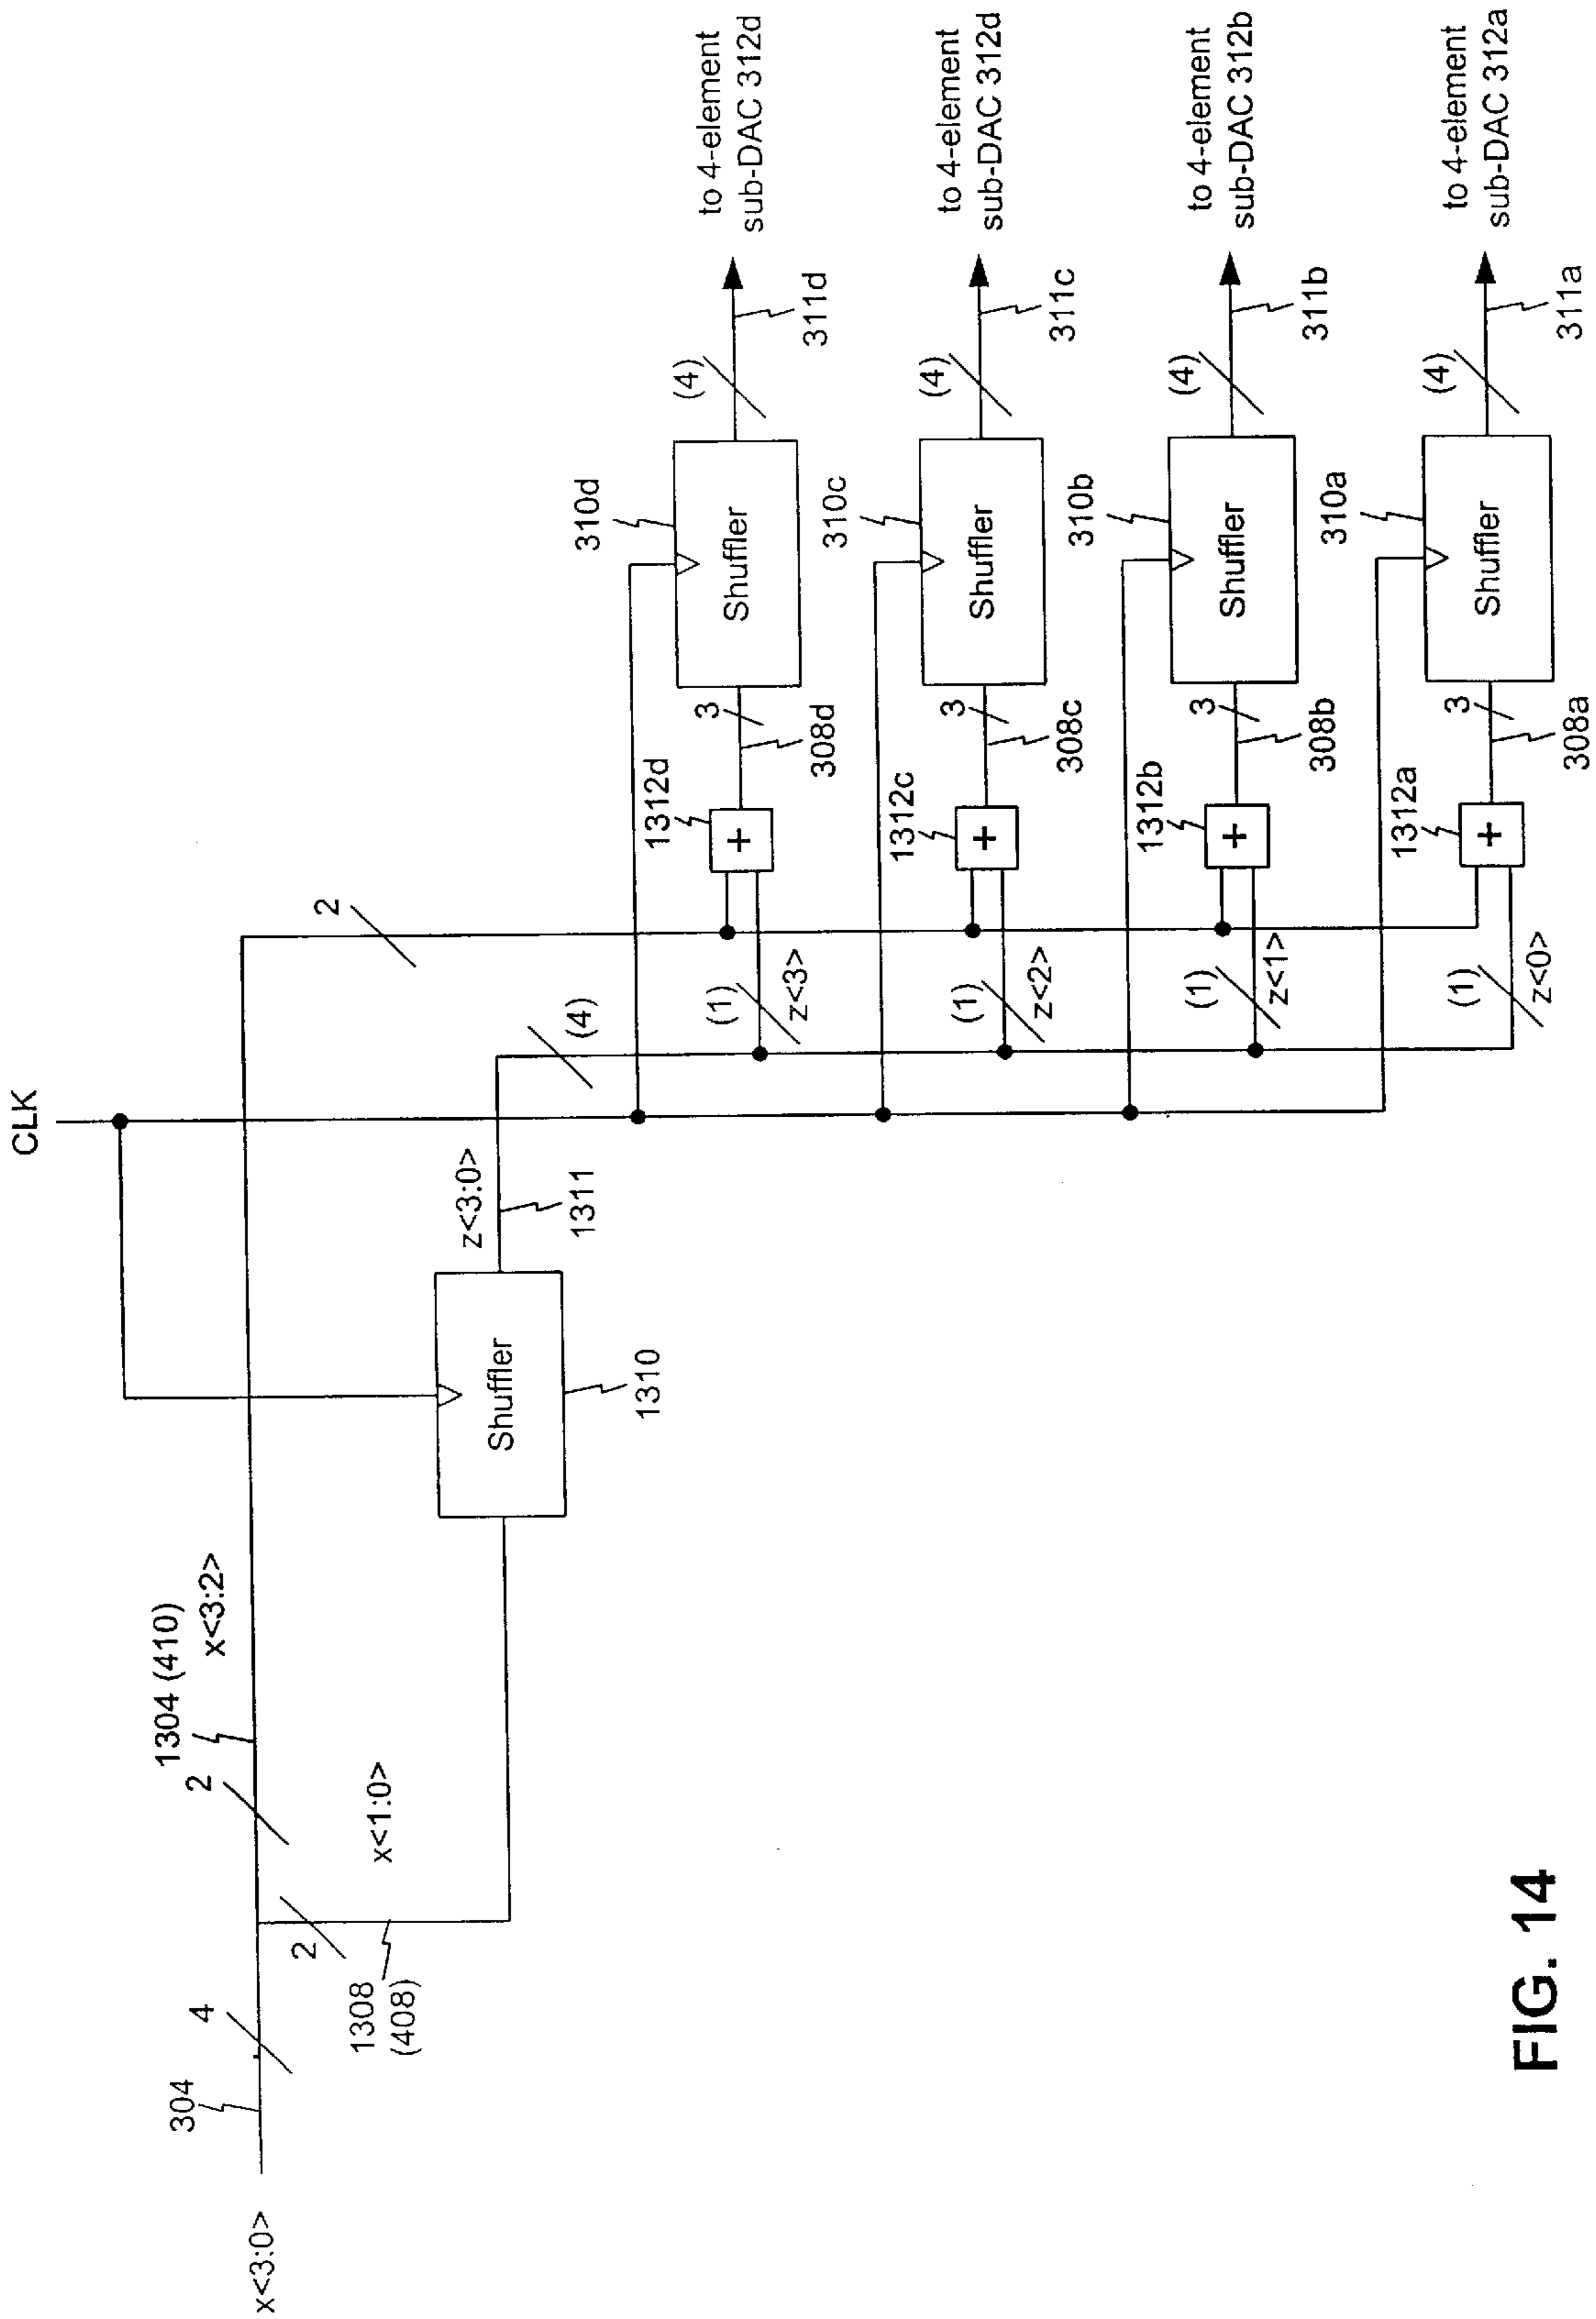 CLK
x<3:0>
304
4
2
1304 (410)
x<3:2>
2
1308
(408)
x<1:0>
Shuffler
1310
z<3:0>
1311
(4)
2
(1)
z<3>
1312d
3
308d
310d
Shuffler
(4)
311d
to 4-element
sub-DAC 312d
(1)
z<2>
1312c
3
308c
310c
Shuffler
(4)
311c
to 4-element
sub-DAC 312d
(1)
z<1>
1312b
3
308b
310b
Shuffler
(4)
311b
to 4-element
sub-DAC 312b
(1)
z<0>
1312a
3
308a
310a
Shuffler
(4)
311a
to 4-element
sub-DAC 312a
+
+
+
+
FIG. 14